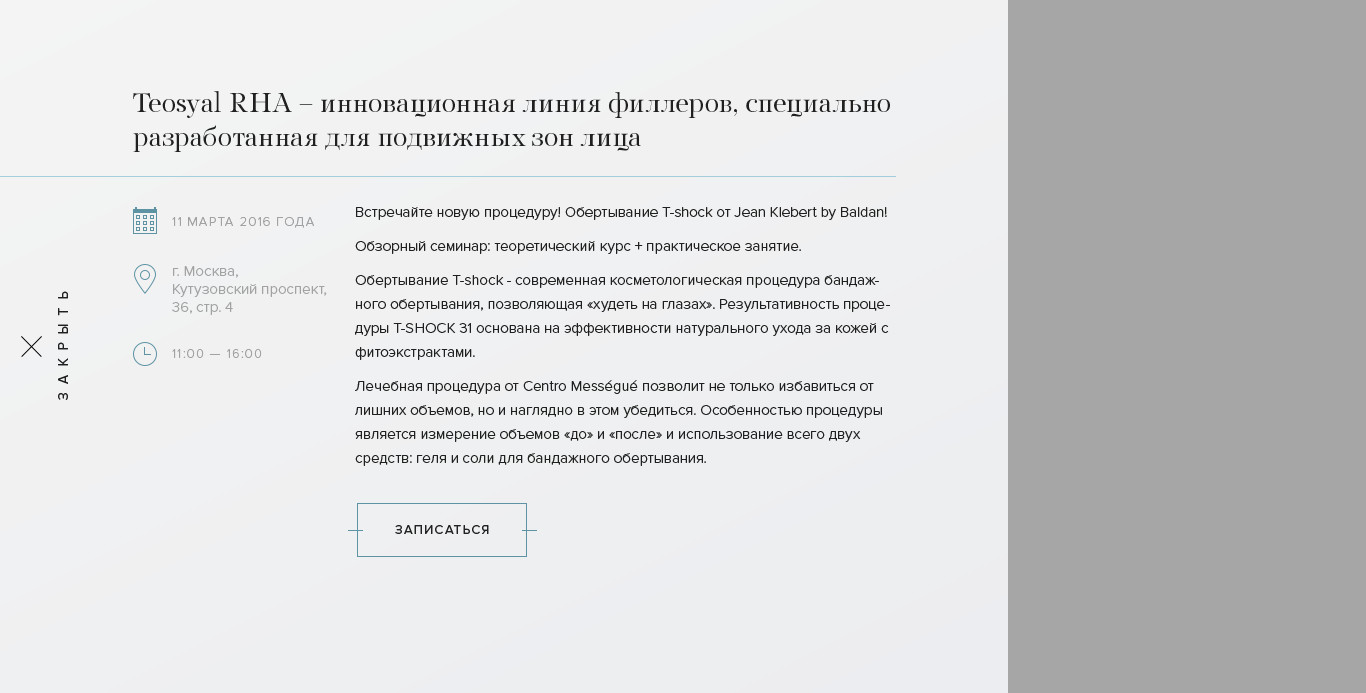 Teosyal RHA – инновационная линия филлеров, специально
разработанная для подвижных зон лица
11 МАРТА 2016 ГОДА
г. Москва,
Кутузовский проспект,
36, стр. 4
11:00 — 16:00
Встречайте новую процедуру! Обертывание T-shock от Jean Klebert by Baldan!
Обзорный семинар: теоретический курс + практическое занятие.
Обертывание T-shock - современная косметологическая процедура бандаж-
ного обертывания, позволяющая «худеть на глазах». Результативность проце-
дуры T-SHOCK 31 основана на эффективности натурального ухода за кожей с
фитоэкстрактами.
Лечебная процедура от Centro Mességué позволит не только избавиться от
лишних объемов, но и наглядно в этом убедиться. Особенностью процедуры
является измерение объемов «до» и «после» и использование всего двух
средств: геля и соли для бандажного обертывания.
ЗАПИСАТЬСЯ
ЗАКРЫТЬ